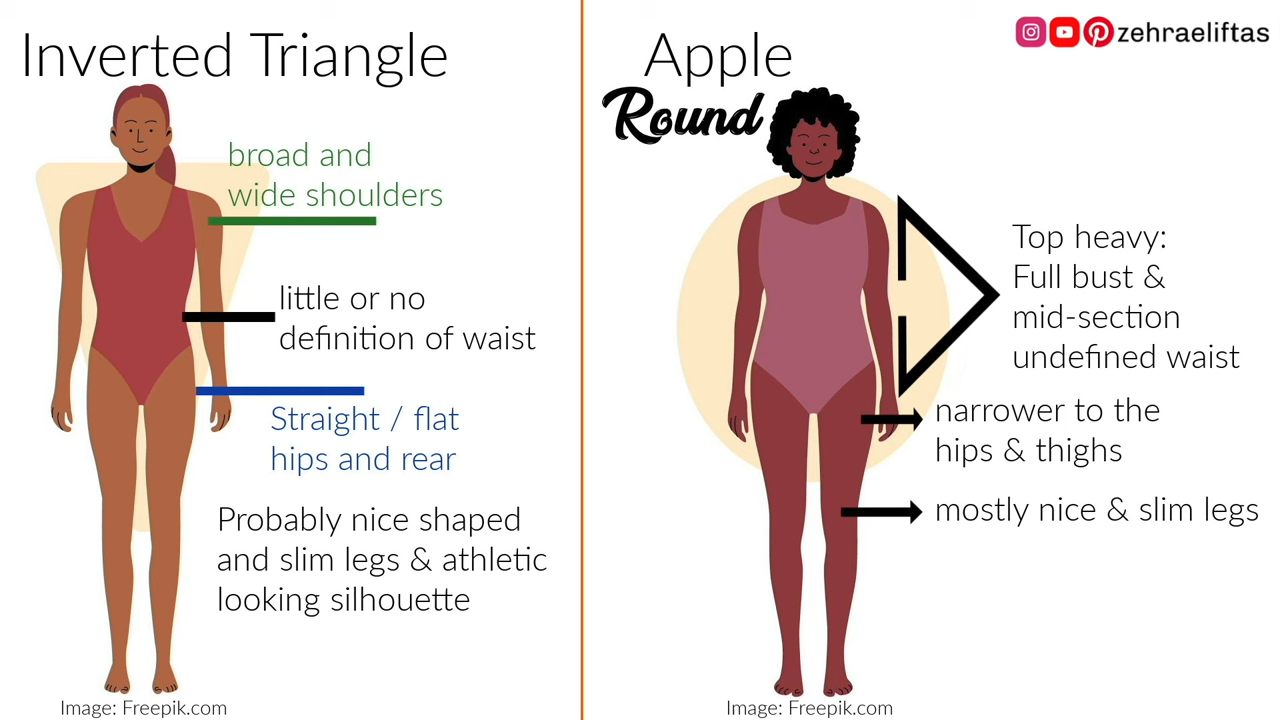 Inverted Triangle
broad and
wide shoulders
little or no
definition of waist
Straight / flat
hips and rear
Probably nice shaped
and slim legs & athletic
looking silhouette
Image: Freepik.com
zehraeliftas
Apple
Round
Top heavy:
Full bust &
mid-section
undefined waist
narrower to the
hips & thighs
mostly nice & slim legs
Image: Freepik.com